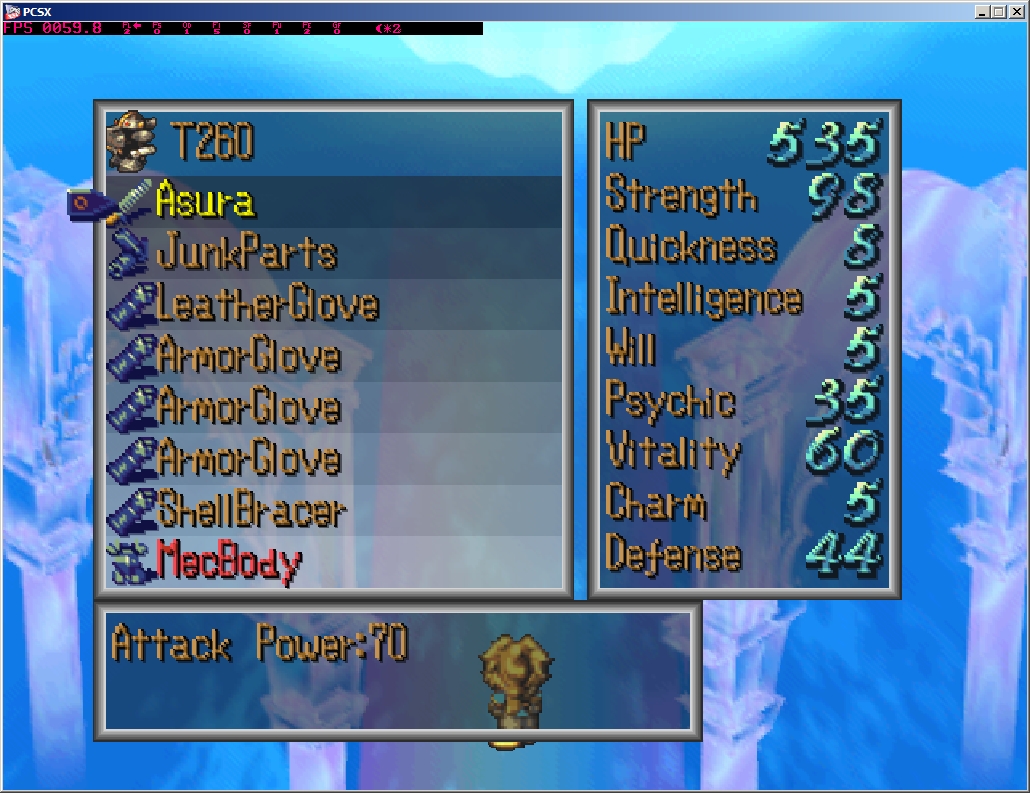 PCSX
FPS 0059.8
T260
Asura
JunkParts
LeatherGlove
ArmorGlove
ArmorGlove
ArmorGlove
ShellBracer
MecBody
HP 535
Strength 98
Quickness 8
Intelligence 5
Will 5
Psychic 35
Vitality 60
Charm 5
Defense 44
Attack Power:70